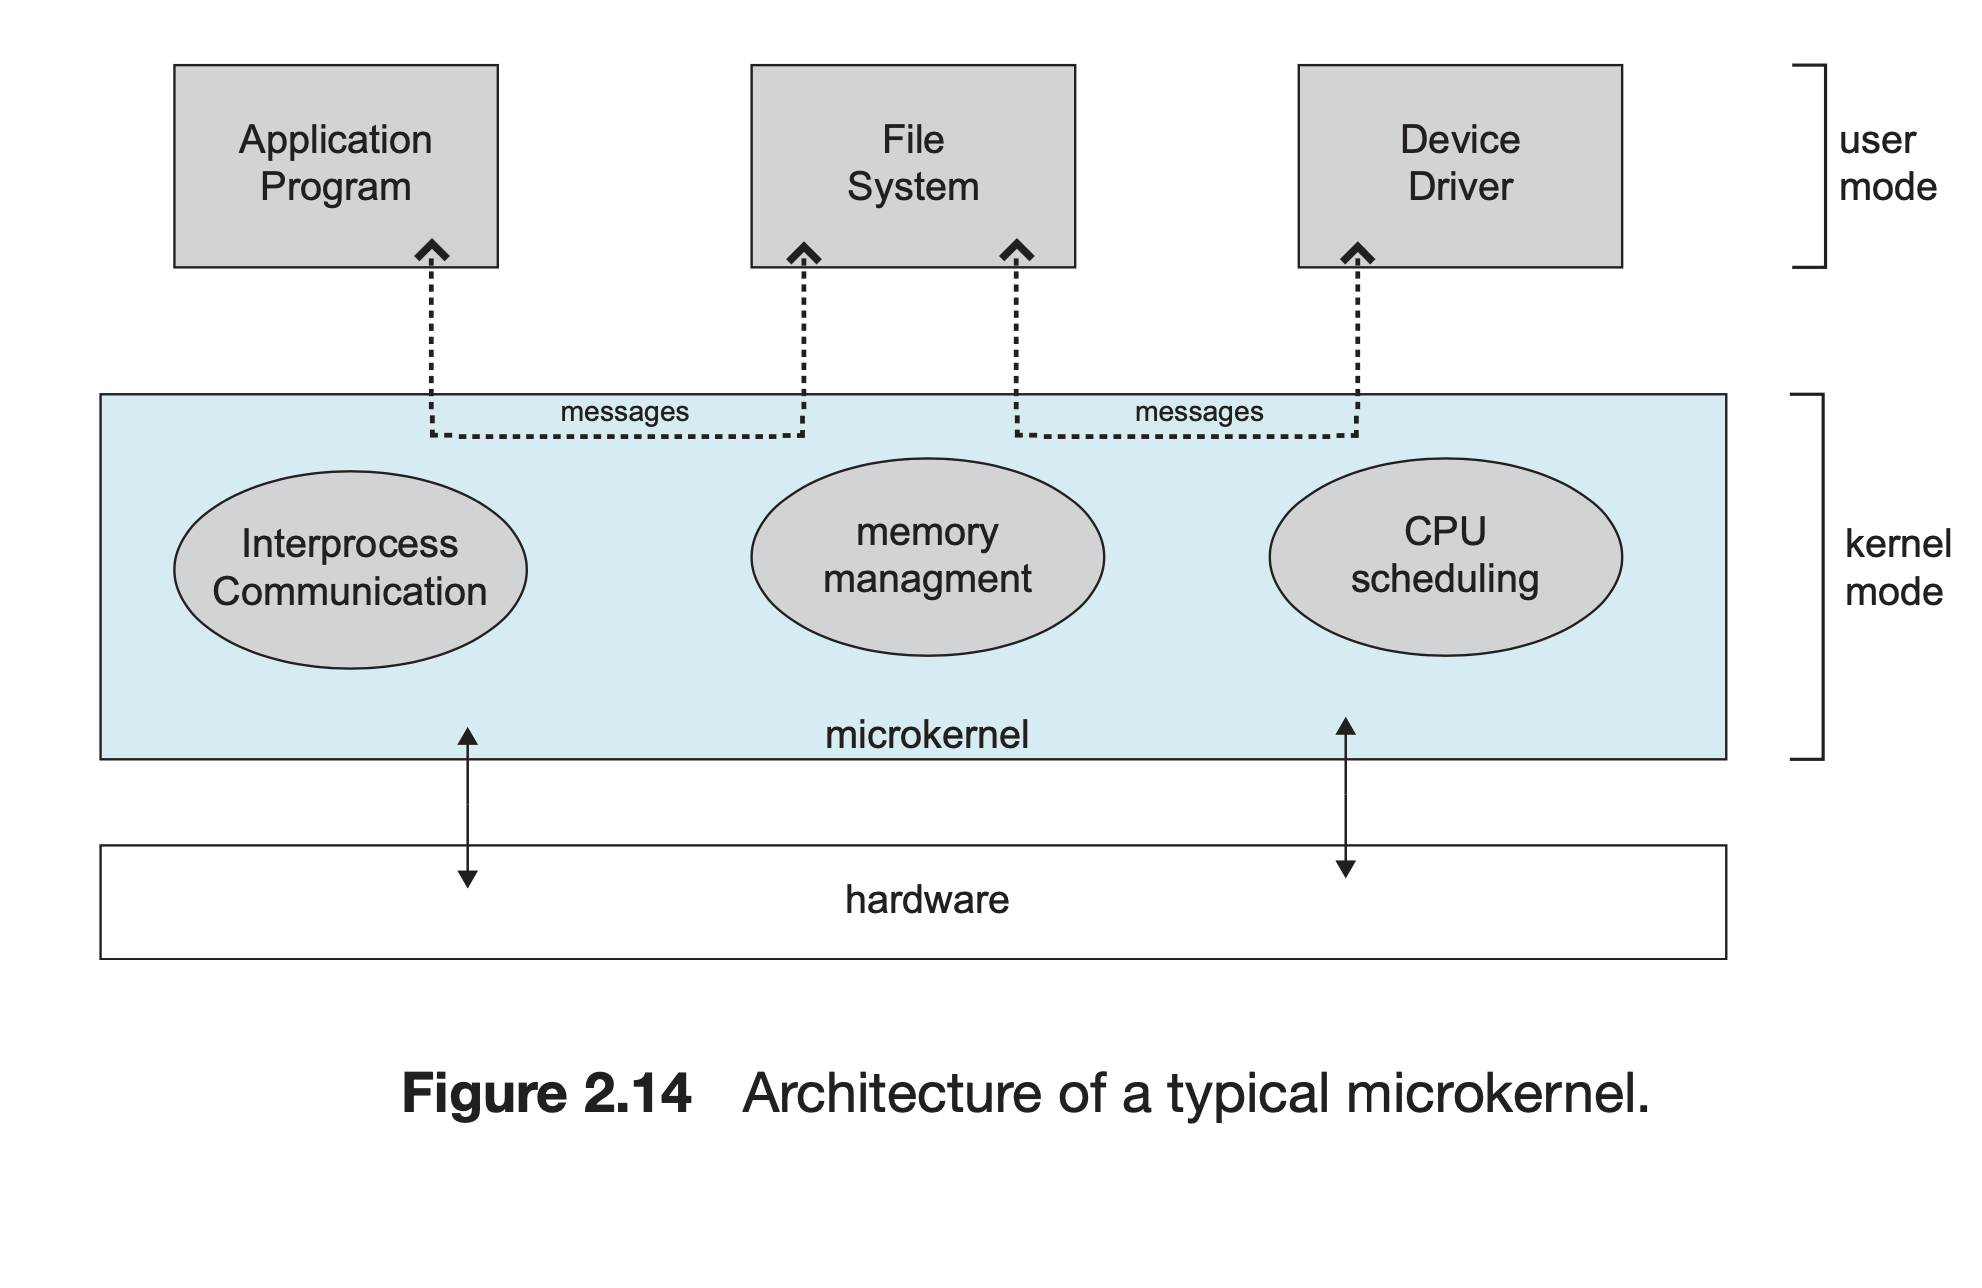 Application
Program
File
System
Device
Driver
user
mode
messages
messages
Interprocess
Communication
memory
managment
CPU
scheduling
kernel
mode
microkernel
hardware
Figure 2.14 Architecture of a typical microkernel.